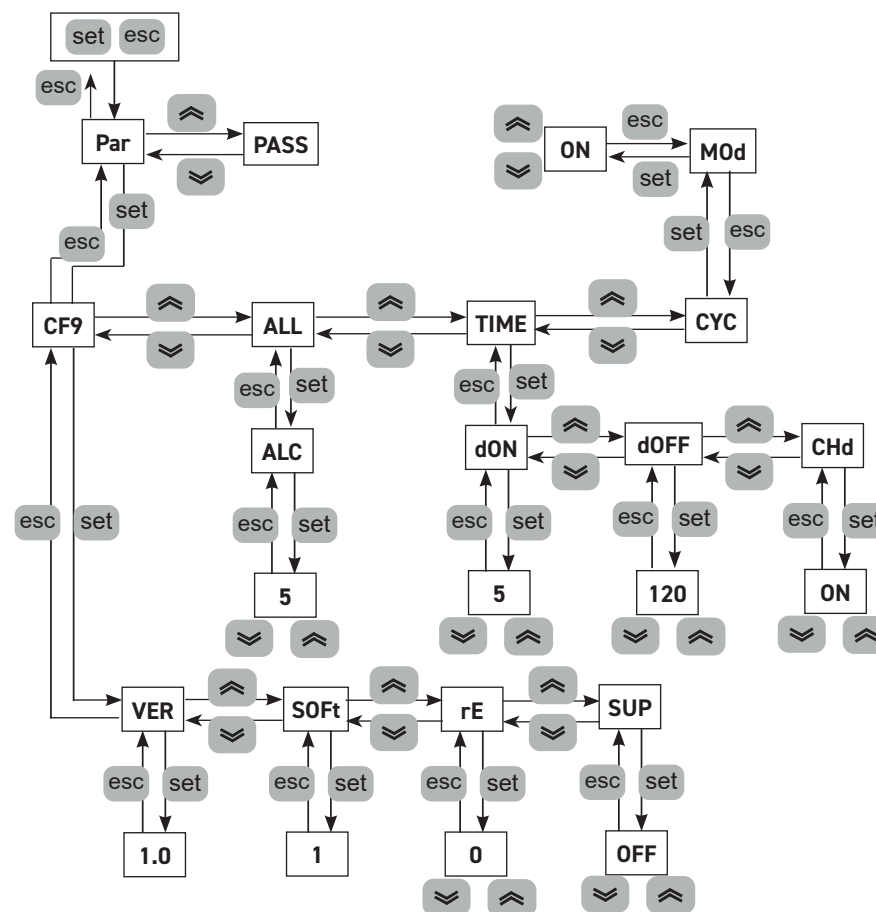 set esc
esc
Par PASS
ON esc MOd
set
set
esc
set esc
CF9 ALL TIME CYC
esc set
esc set
ALC dON dOFF CHd
esc set
esc set
esc set
esc set
esc set
5 5 120 ON
VER SOFt rE SUP
esc set
esc set
esc set
esc set
1.0 1 0 OFF